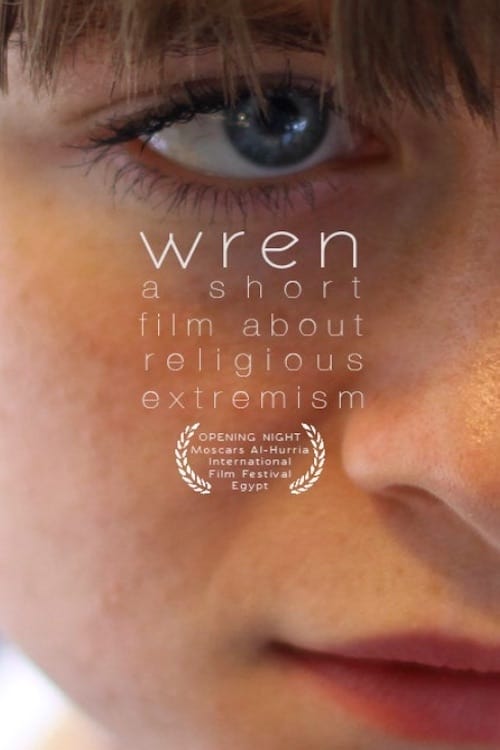 wren
a short
film about
religious
extremism
OPENING NIGHT
Moscars Al-Hurria
International
Film Festival
Egypt